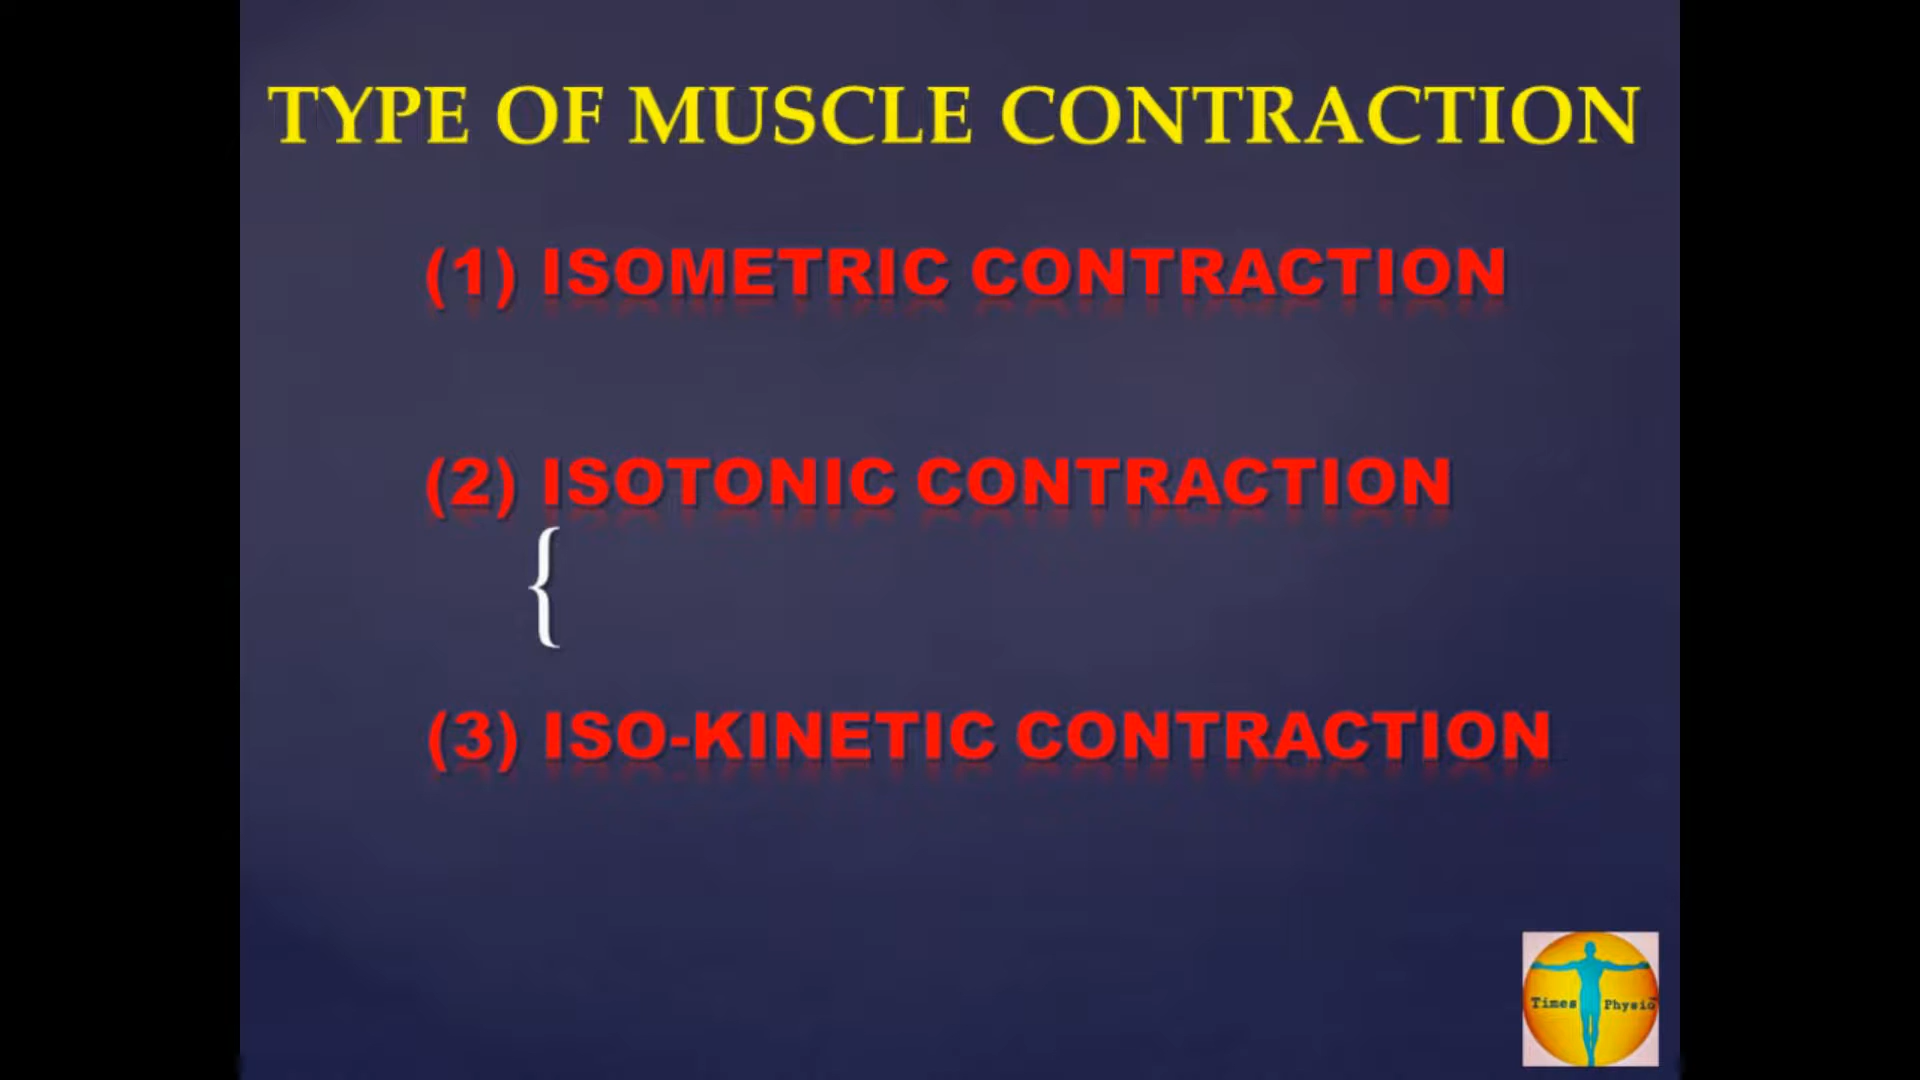 TYPE OF MUSCLE CONTRACTION
(1) ISOMETRIC CONTRACTION
(2) ISOTONIC CONTRACTION
{
(3) ISO-KINETIC CONTRACTION
Times Physio